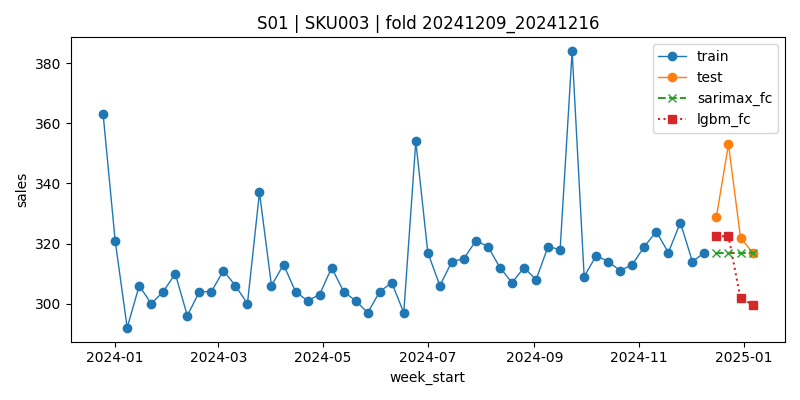 S01 | SKU003 | fold 20241209_20241216
train
test
sarimax_fc
lgbm_fc
sales
380
360
340
320
300
2024-01
2024-03
2024-05
2024-07
2024-09
2024-11
2025-01
week_start